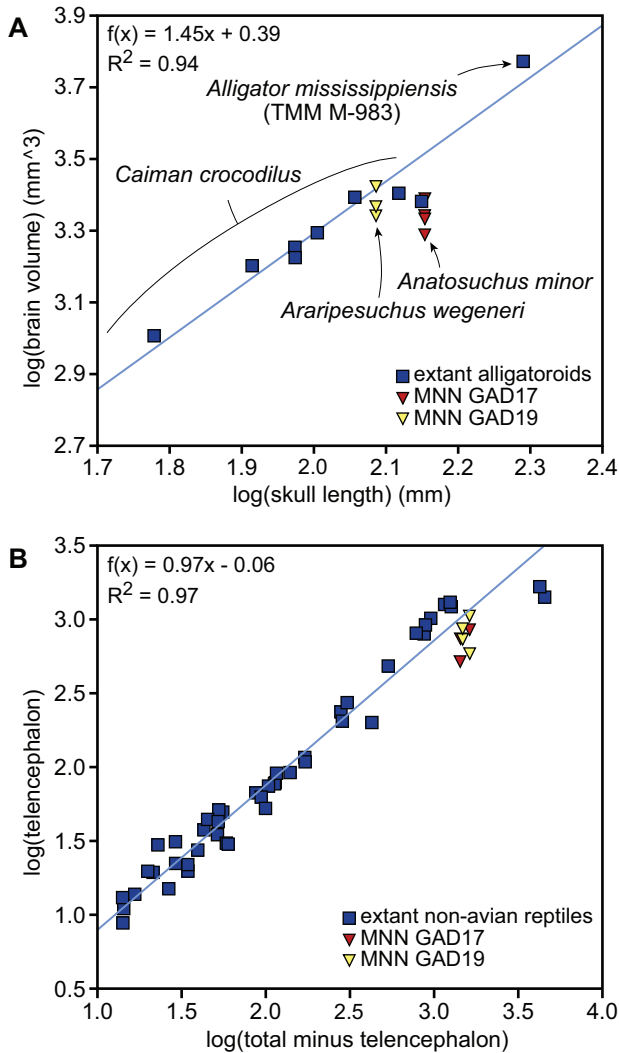 A
f(x) = 1.45x + 0.39
R^2 = 0.94
Alligator mississippiensis
(TMM M-983)
Caiman crocodilus
Anatosuchus minor
Araripesuchus wegeneri
extant alligatoroids
MNN GAD17
MNN GAD19
log(brain volume) (mm^3)
3.9
3.7
3.5
3.3
3.1
2.9
2.7
1.7 1.8 1.9 2.0 2.1 2.2 2.3 2.4
log(skull length) (mm)
B
f(x) = 0.97x - 0.06
R^2 = 0.97
extant non-avian reptiles
MNN GAD17
MNN GAD19
log(telencephalon)
3.5
3.0
2.5
2.0
1.5
1.0
0.5
1.0 1.5 2.0 2.5 3.0 3.5 4.0
log(total minus telencephalon)